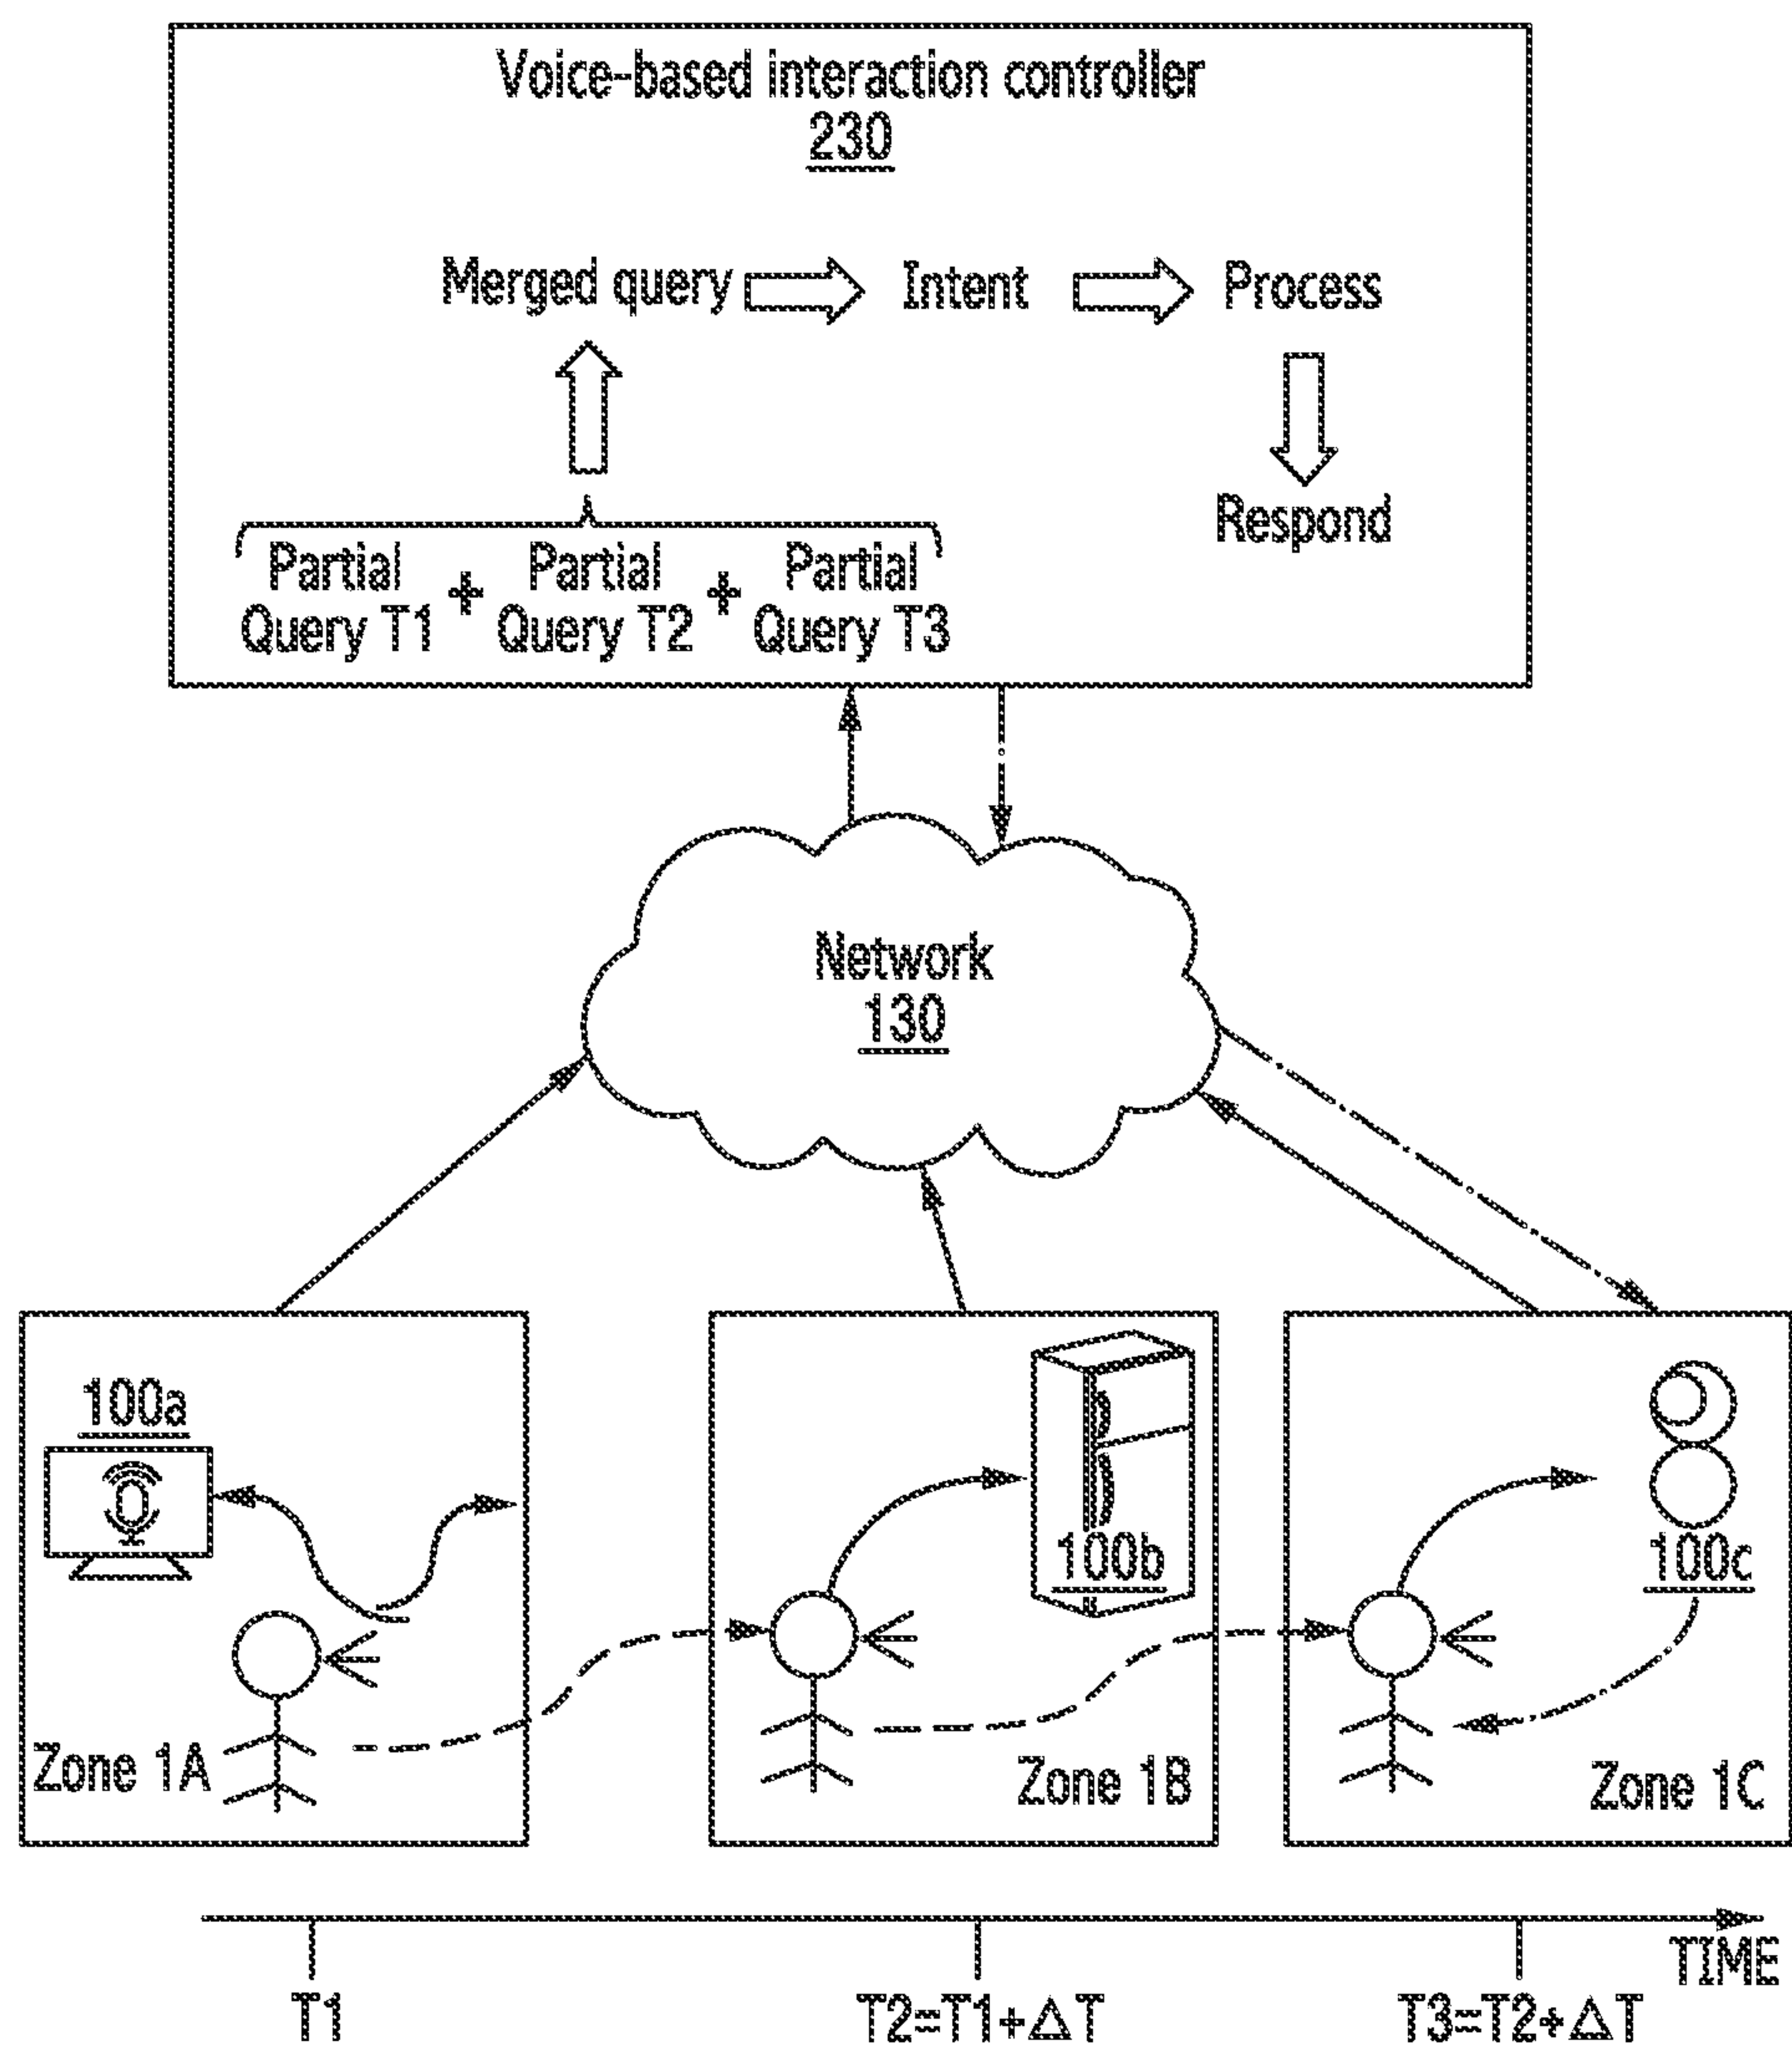 Voice-based interaction controller
230
Merged query
Intent
Process
Respond
Partial
Query T1
+
Partial
Query T2
+
Partial
Query T3
Network
130
100a
100b
100c
Zone 1A
Zone 1B
Zone 1C
TIME
T1
T2=T1+ΔT
T3=T2+ΔT